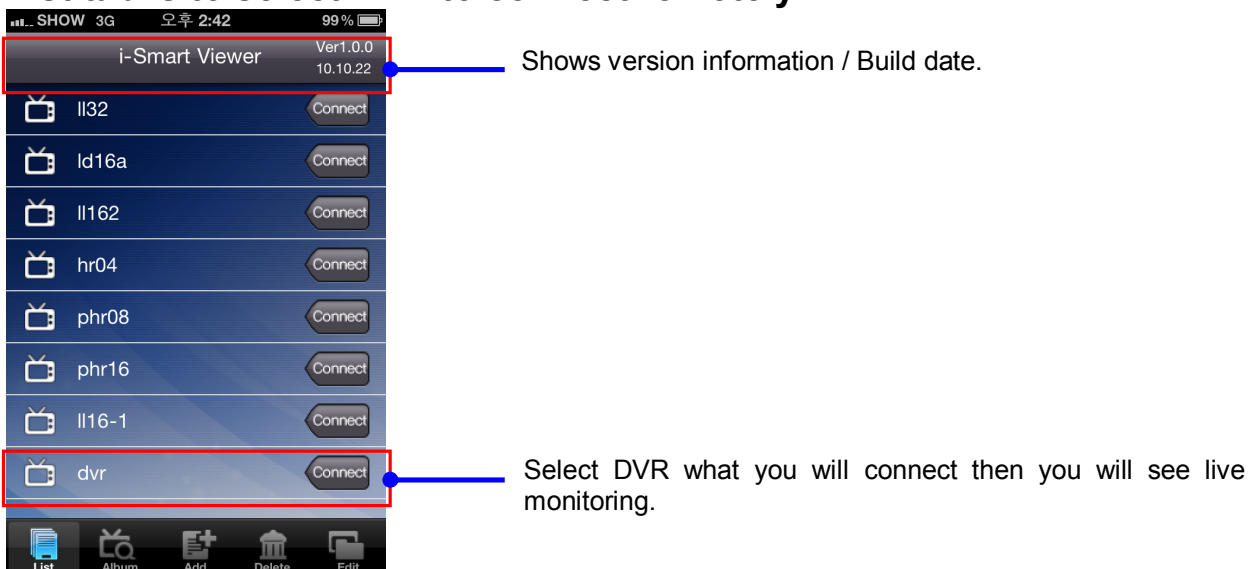 SHOW 3G 오후 2:42 99%
i-Smart Viewer
Ver1.0.0
10.10.22
Shows version information / Build date.
ll32 Connect
ld16a Connect
ll162 Connect
hr04 Connect
phr08 Connect
phr16 Connect
ll16-1 Connect
dvr Connect
Select DVR what you will connect then you will see live
monitoring.
List Album Add Delete Edit